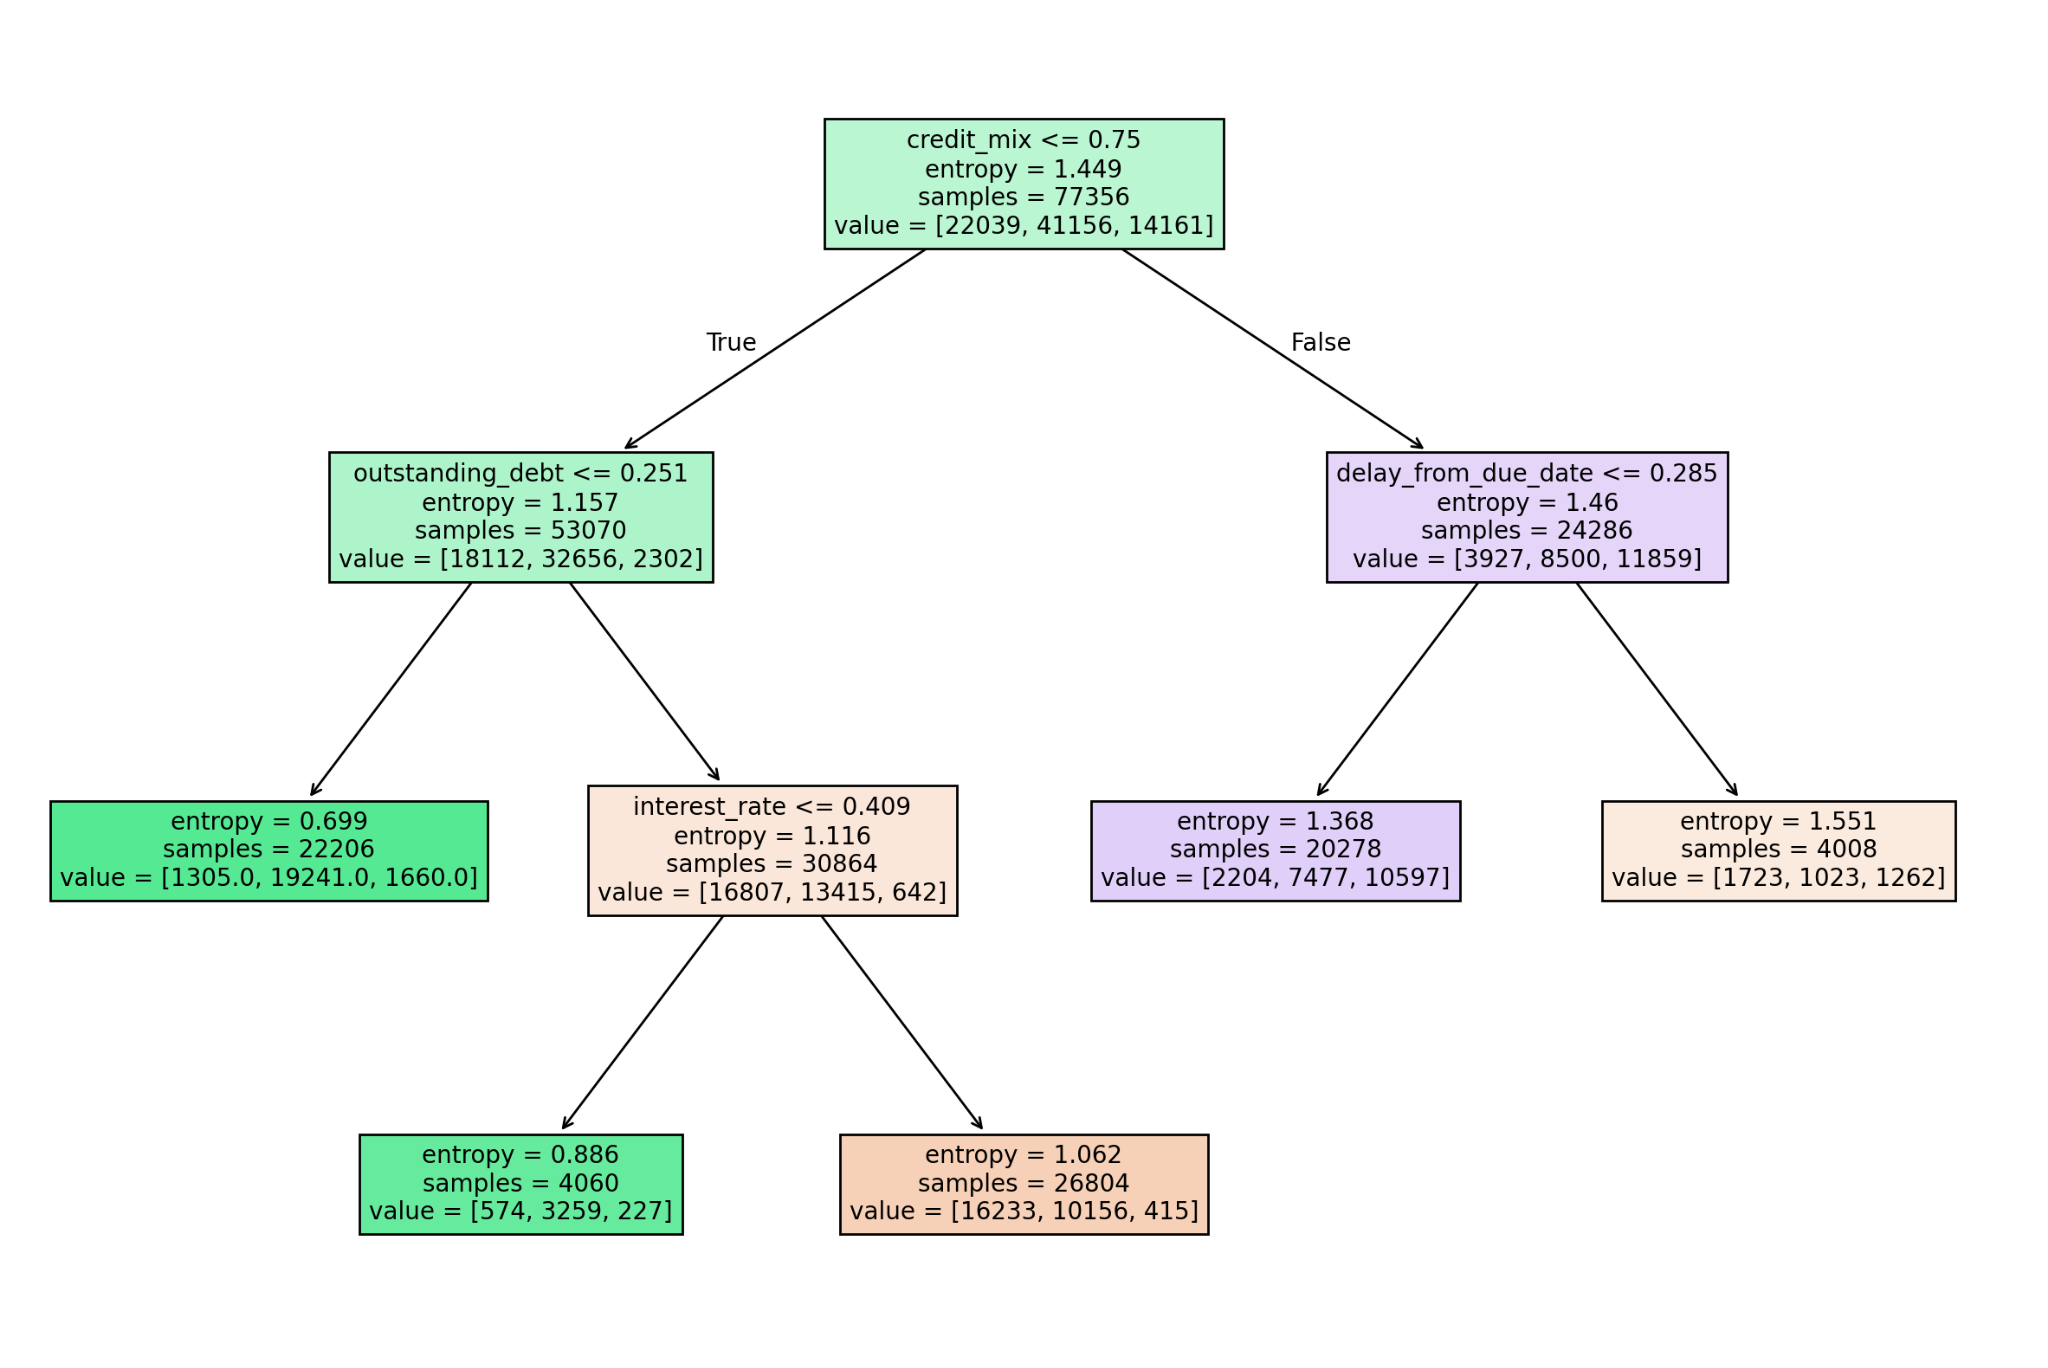 credit_mix <= 0.75
entropy = 1.449
samples = 77356
value = [22039, 41156, 14161]
True
False
outstanding_debt <= 0.251
entropy = 1.157
samples = 53070
value = [18112, 32656, 2302]
delay_from_due_date <= 0.285
entropy = 1.46
samples = 24286
value = [3927, 8500, 11859]
entropy = 0.699
samples = 22206
value = [1305.0, 19241.0, 1660.0]
interest_rate <= 0.409
entropy = 1.116
samples = 30864
value = [16807, 13415, 642]
entropy = 1.368
samples = 20278
value = [2204, 7477, 10597]
entropy = 1.551
samples = 4008
value = [1723, 1023, 1262]
entropy = 0.886
samples = 4060
value = [574, 3259, 227]
entropy = 1.062
samples = 26804
value = [16233, 10156, 415]